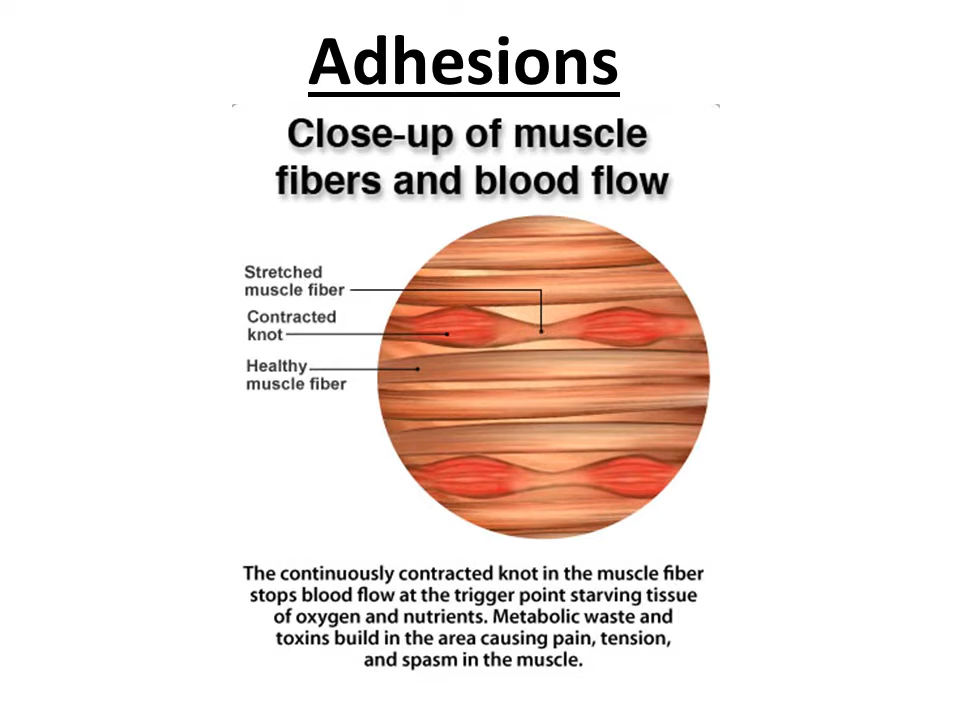 Adhesions
Close-up of muscle
fibers and blood flow
Stretched
muscle fiber
Contracted
knot
Healthy
muscle fiber
The continuously contracted knot in the muscle fiber
stops blood flow at the trigger point starving tissue
of oxygen and nutrients. Metabolic waste and
toxins build in the area causing pain, tension,
and spasm in the muscle.